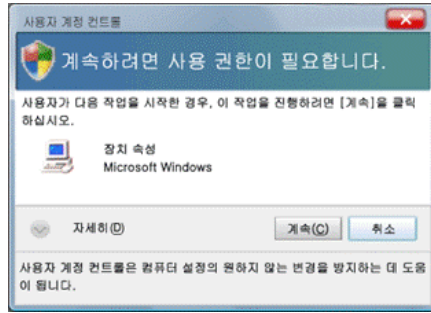 사용자 계정 컨트롤
계속하려면 사용 권한이 필요합니다.
사용자가 다음 작업을 시작한 경우, 이 작업을 진행하려면 [계속]을 클릭
하십시오.
장치 속성
Microsoft Windows
자세히(D)
계속(C)
취소
사용자 계정 컨트롤은 컴퓨터 설정의 원하지 않는 변경을 방지하는 데 도움
이 됩니다.